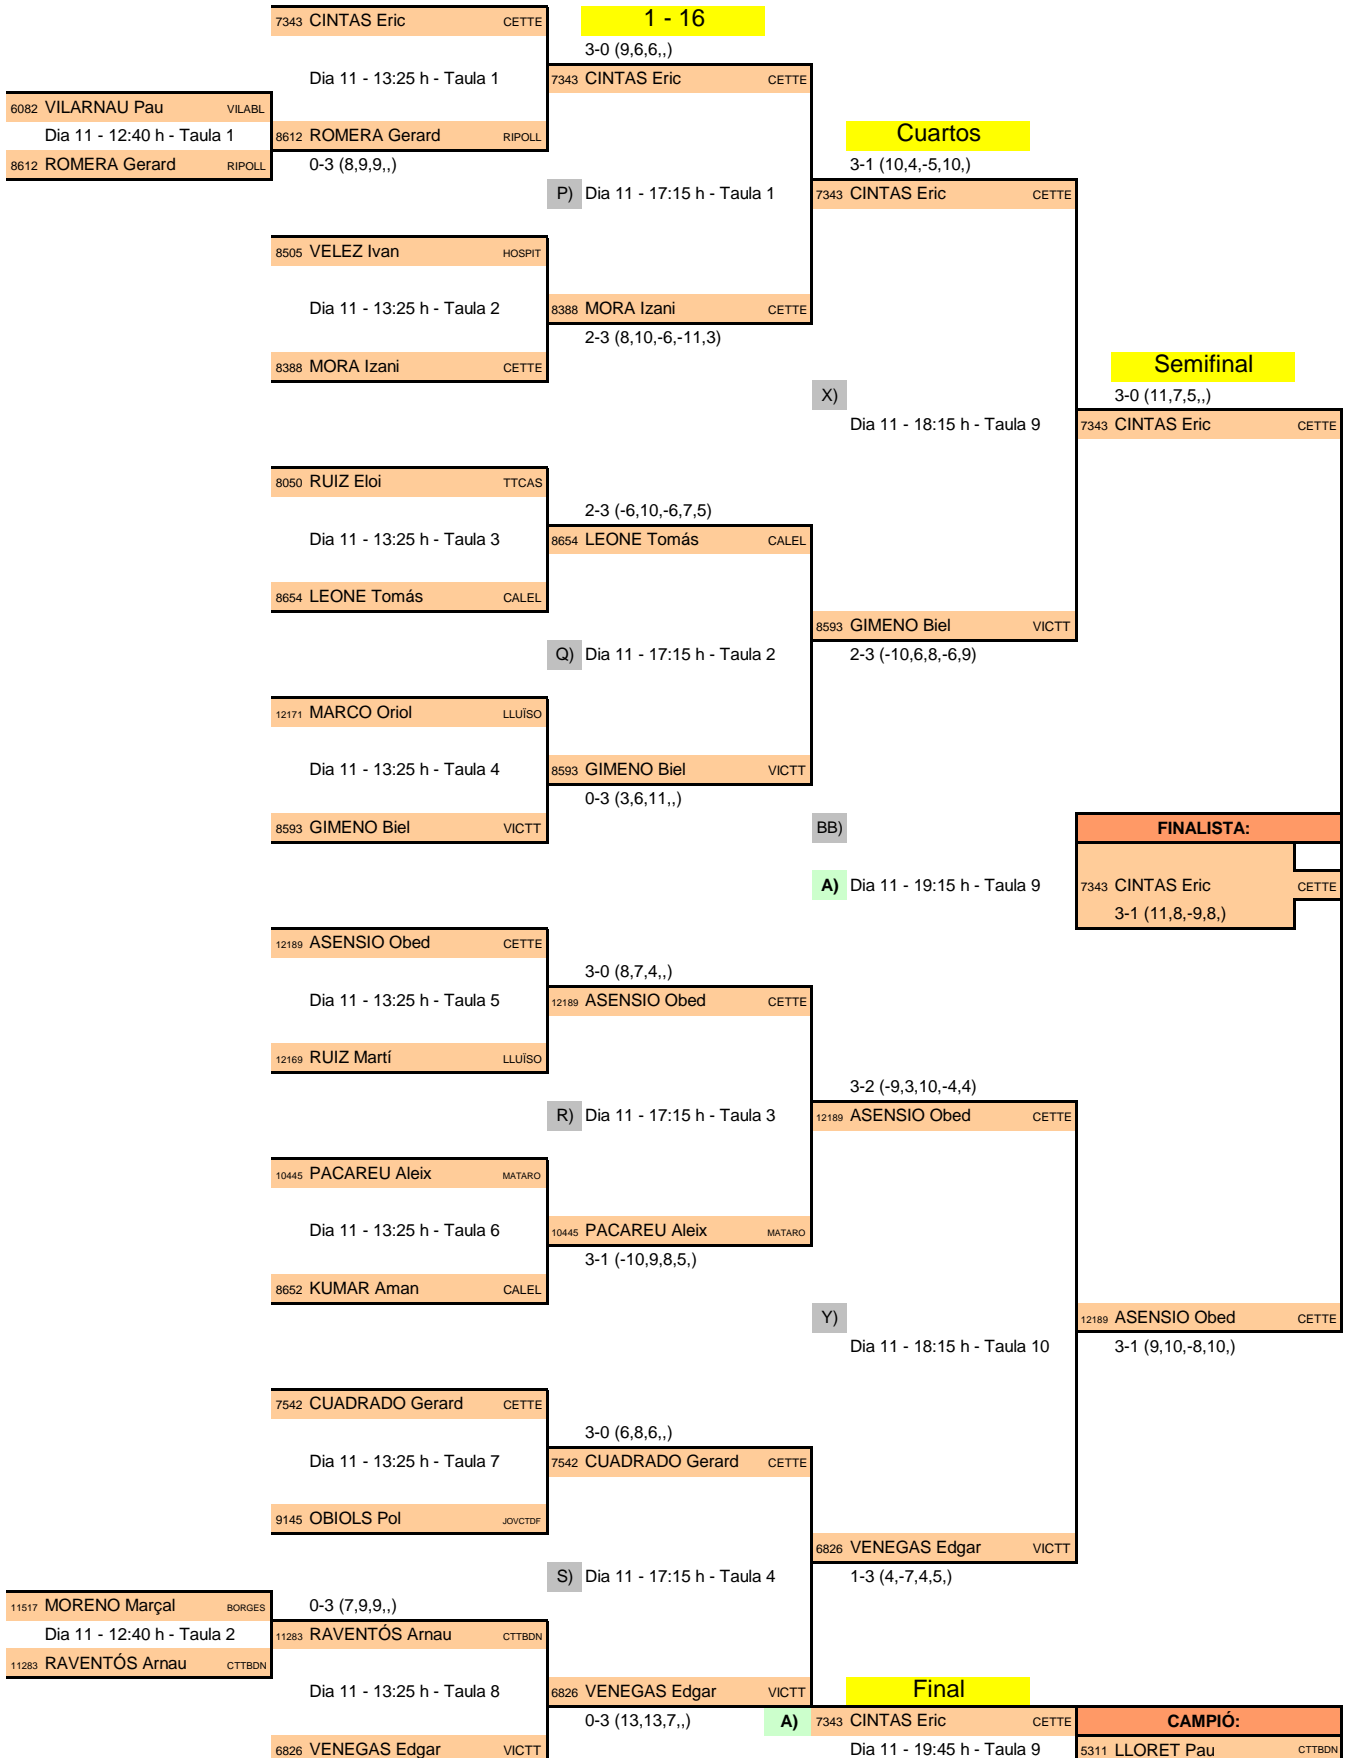 7343 CINTAS Eric CETTE
1 - 16
3-0 (9,6,6,,)
Dia 11 - 13:25 h - Taula 1
7343 CINTAS Eric CETTE
6082 VILARNAU Pau VILABL
Dia 11 - 12:40 h - Taula 1
8612 ROMERA Gerard RIPOLL
Cuartos
8612 ROMERA Gerard RIPOLL
0-3 (8,9,9,,)
3-1 (10,4,-5,10,)
P) Dia 11 - 17:15 h - Taula 1
7343 CINTAS Eric CETTE
8505 VELEZ Ivan HOSPIT
Dia 11 - 13:25 h - Taula 2
8388 MORA Izani CETTE
2-3 (8,10,-6,-11,3)
8388 MORA Izani CETTE
Semifinal
X)
3-0 (11,7,5,,)
Dia 11 - 18:15 h - Taula 9
7343 CINTAS Eric CETTE
8050 RUIZ Eloi TTCAS
2-3 (-6,10,-6,7,5)
Dia 11 - 13:25 h - Taula 3
8654 LEONE Tomás CALEL
8654 LEONE Tomás CALEL
8593 GIMENO Biel VICTT
Q) Dia 11 - 17:15 h - Taula 2
2-3 (-10,6,8,-6,9)
12171 MARCO Oriol LLUÏSO
Dia 11 - 13:25 h - Taula 4
8593 GIMENO Biel VICTT
0-3 (3,6,11,,)
8593 GIMENO Biel VICTT
BB)
FINALISTA:
A) Dia 11 - 19:15 h - Taula 9
7343 CINTAS Eric CETTE
3-1 (11,8,-9,8,)
12189 ASENSIO Obed CETTE
3-0 (8,7,4,,)
Dia 11 - 13:25 h - Taula 5
12189 ASENSIO Obed CETTE
12169 RUIZ Martí LLUÏSO
3-2 (-9,3,10,-4,4)
R) Dia 11 - 17:15 h - Taula 3
12189 ASENSIO Obed CETTE
10445 PACAREU Aleix MATARO
Dia 11 - 13:25 h - Taula 6
10445 PACAREU Aleix MATARO
3-1 (-10,9,8,5,)
8652 KUMAR Aman CALEL
Y)
12189 ASENSIO Obed CETTE
Dia 11 - 18:15 h - Taula 10
3-1 (9,10,-8,10,)
7542 CUADRADO Gerard CETTE
3-0 (6,8,6,,)
Dia 11 - 13:25 h - Taula 7
7542 CUADRADO Gerard CETTE
9145 OBIOLS Pol JOVCTDF
6826 VENEGAS Edgar VICTT
S) Dia 11 - 17:15 h - Taula 4
1-3 (4,-7,4,5,)
11517 MORENO Marçal BORGES
0-3 (7,9,9,,)
Dia 11 - 12:40 h - Taula 2
11283 RAVENTÓS Arnau CTTBDN
11283 RAVENTÓS Arnau CTTBDN
Dia 11 - 13:25 h - Taula 8
6826 VENEGAS Edgar VICTT
Final
0-3 (13,13,7,,)
A) 7343 CINTAS Eric CETTE
CAMPIÓ:
6826 VENEGAS Edgar VICTT
Dia 11 - 19:45 h - Taula 9
5311 LLORET Pau CTTBDN